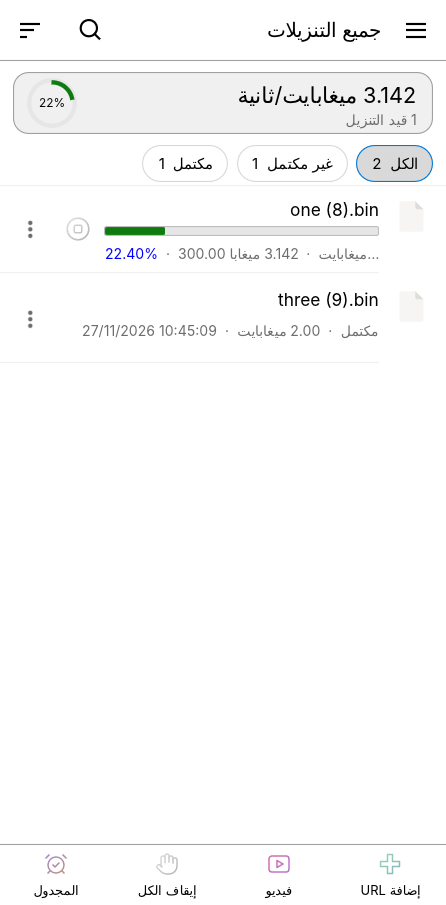 جميع التنزيلات
3.142 ميغابايت/ثانية
1 قيد التنزيل
22%
الكل 2
غير مكتمل 1
مكتمل 1
one (8).bin
22.40% · 300.00 ميغابا 3.142 · ميغابايت...
three (9).bin
مكتمل · 2.00 ميغابايت · 27/11/2026 10:45:09
إضافة URL
فيديو
إيقاف الكل
المجدول